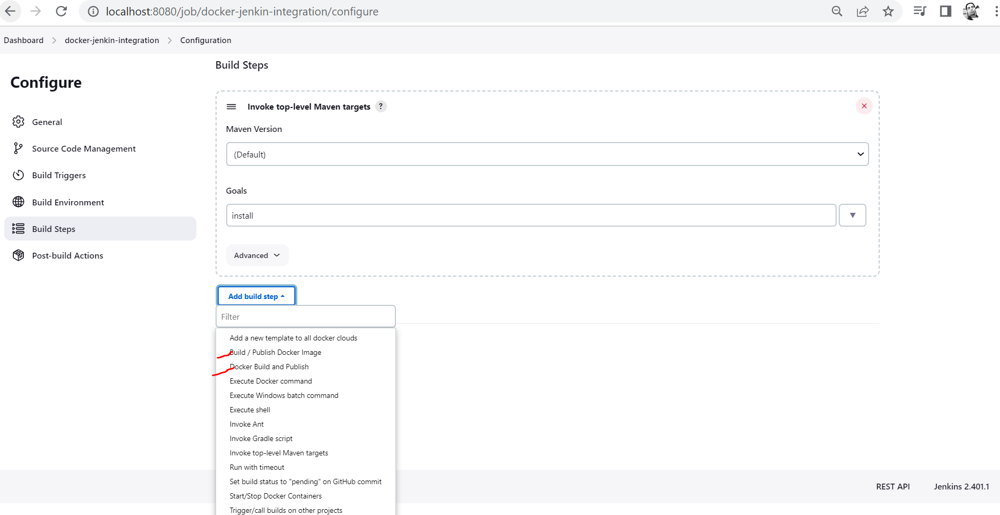 localhost:8080/job/docker-jenkin-integration/configure
Dashboard > docker-jenkin-integration > Configuration
Configure
General
Source Code Management
Build Triggers
Build Environment
Build Steps
Post-build Actions
Build Steps
Invoke top-level Maven targets ?
Maven Version
(Default)
Goals
install
Advanced
Add build step
Filter
Add a new template to all docker clouds
Build / Publish Docker Image
Docker Build and Publish
Execute Docker command
Execute Windows batch command
Execute shell
Invoke Ant
Invoke Gradle script
Invoke top-level Maven targets
Run with timeout
Set build status to "pending" on GitHub commit
Start/Stop Docker Containers
Trigger/call builds on other projects
REST API
Jenkins 2.401.1